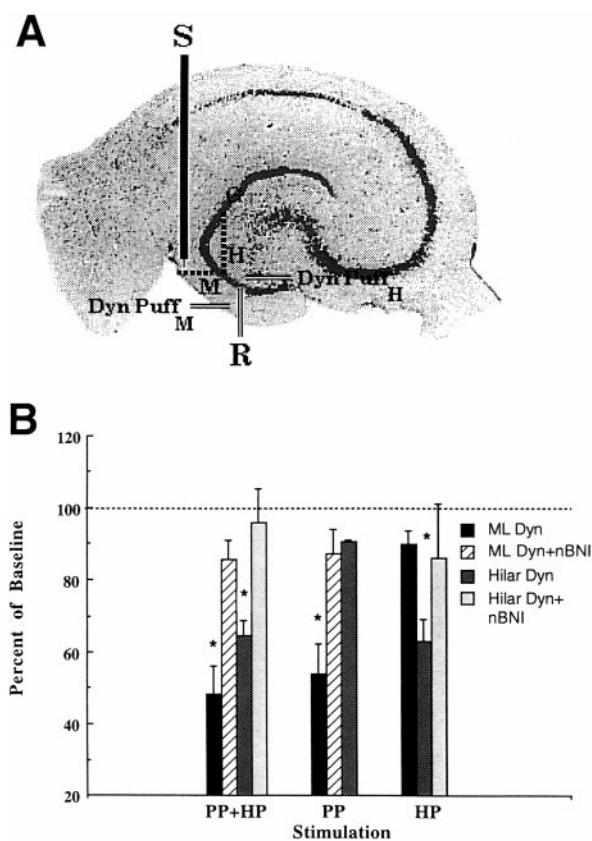 A
S
G
H
M
Dyn Puff H
Dyn Puff M
R
B
Percent of Baseline
120
100
80
60
40
20
*
*
*
*
ML Dyn
ML Dyn+nBNI
Hilar Dyn
Hilar Dyn+
nBNI
PP+HP
PP
HP
Stimulation